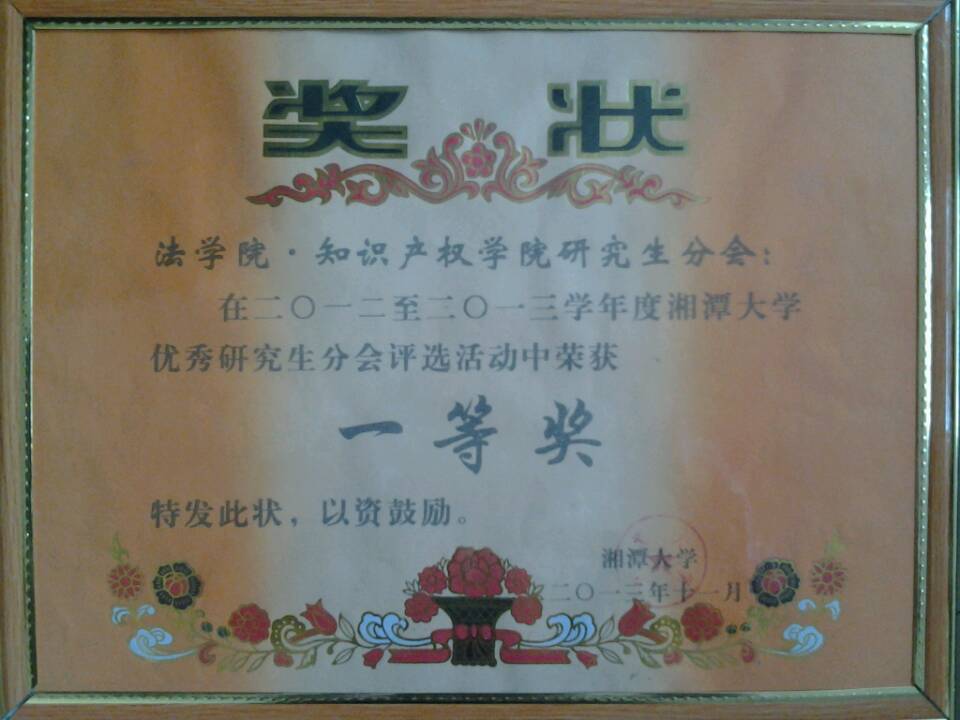 奖状
法学院·知识产权学院研究生分会：
在二〇一二至二〇一三学年度湘潭大学
优秀研究生分会评选活动中荣获
一等奖
特发此状，以资鼓励。
湘潭大学
二〇一三年十一月